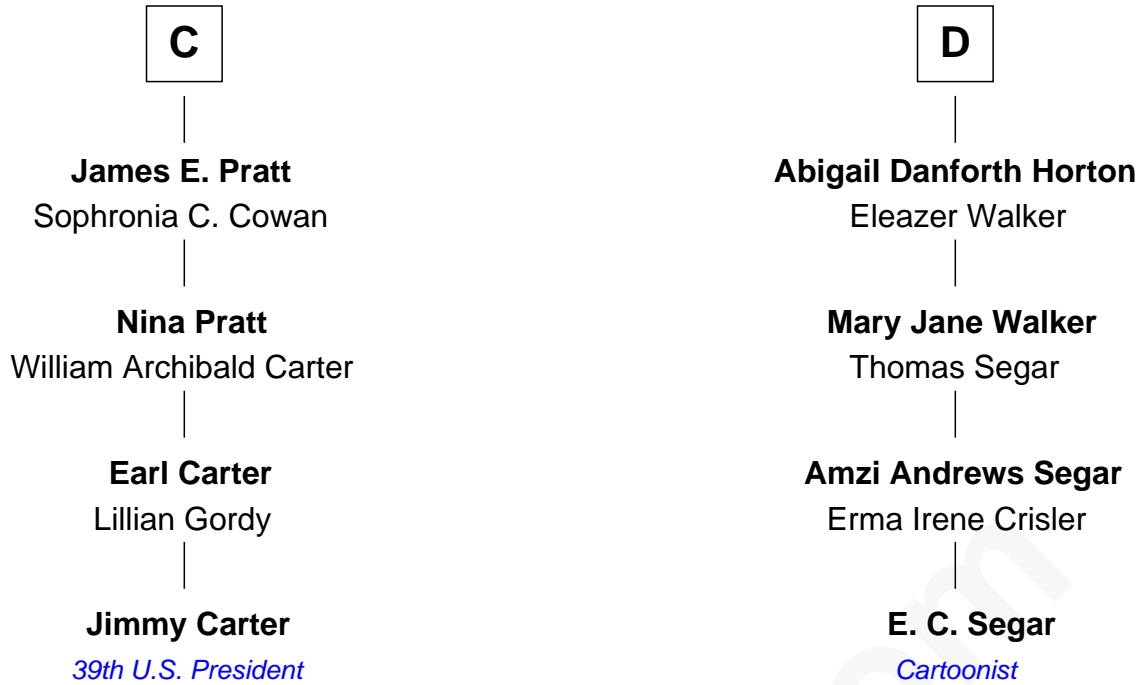 C
James E. Pratt
Sophronia C. Cowan
Nina Pratt
William Archibald Carter
Earl Carter
Lillian Gordy
Jimmy Carter
39th U.S. President
D
Abigail Danforth Horton
Eleazer Walker
Mary Jane Walker
Thomas Segar
Amzi Andrews Segar
Erma Irene Crisler
E. C. Segar
Cartoonist